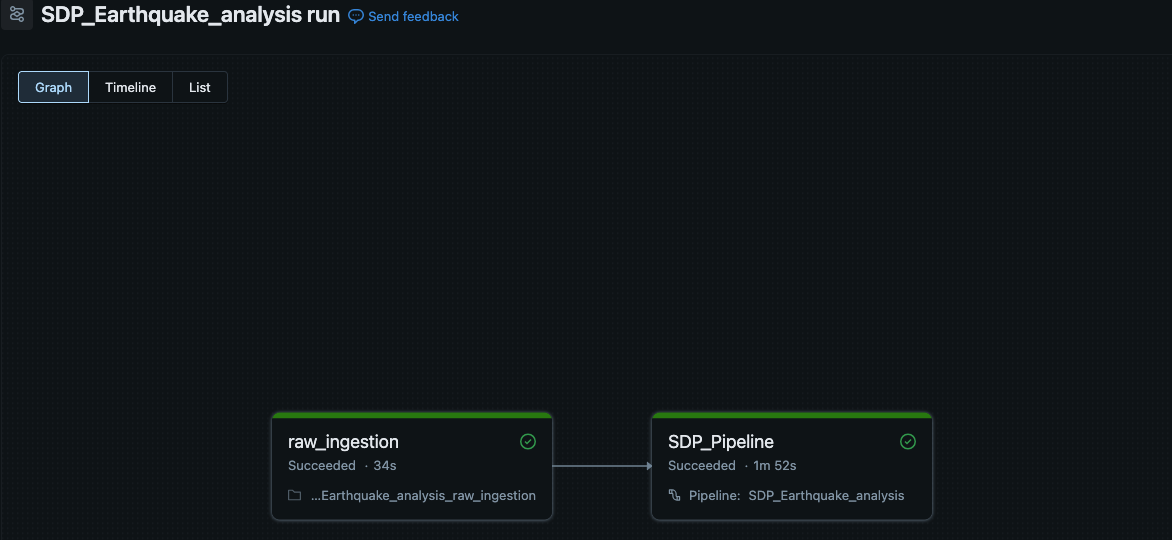 SDP_Earthquake_analysis run Send feedback
Graph Timeline List
raw_ingestion
Succeeded · 34s
...Earthquake_analysis_raw_ingestion
SDP_Pipeline
Succeeded · 1m 52s
Pipeline: SDP_Earthquake_analysis